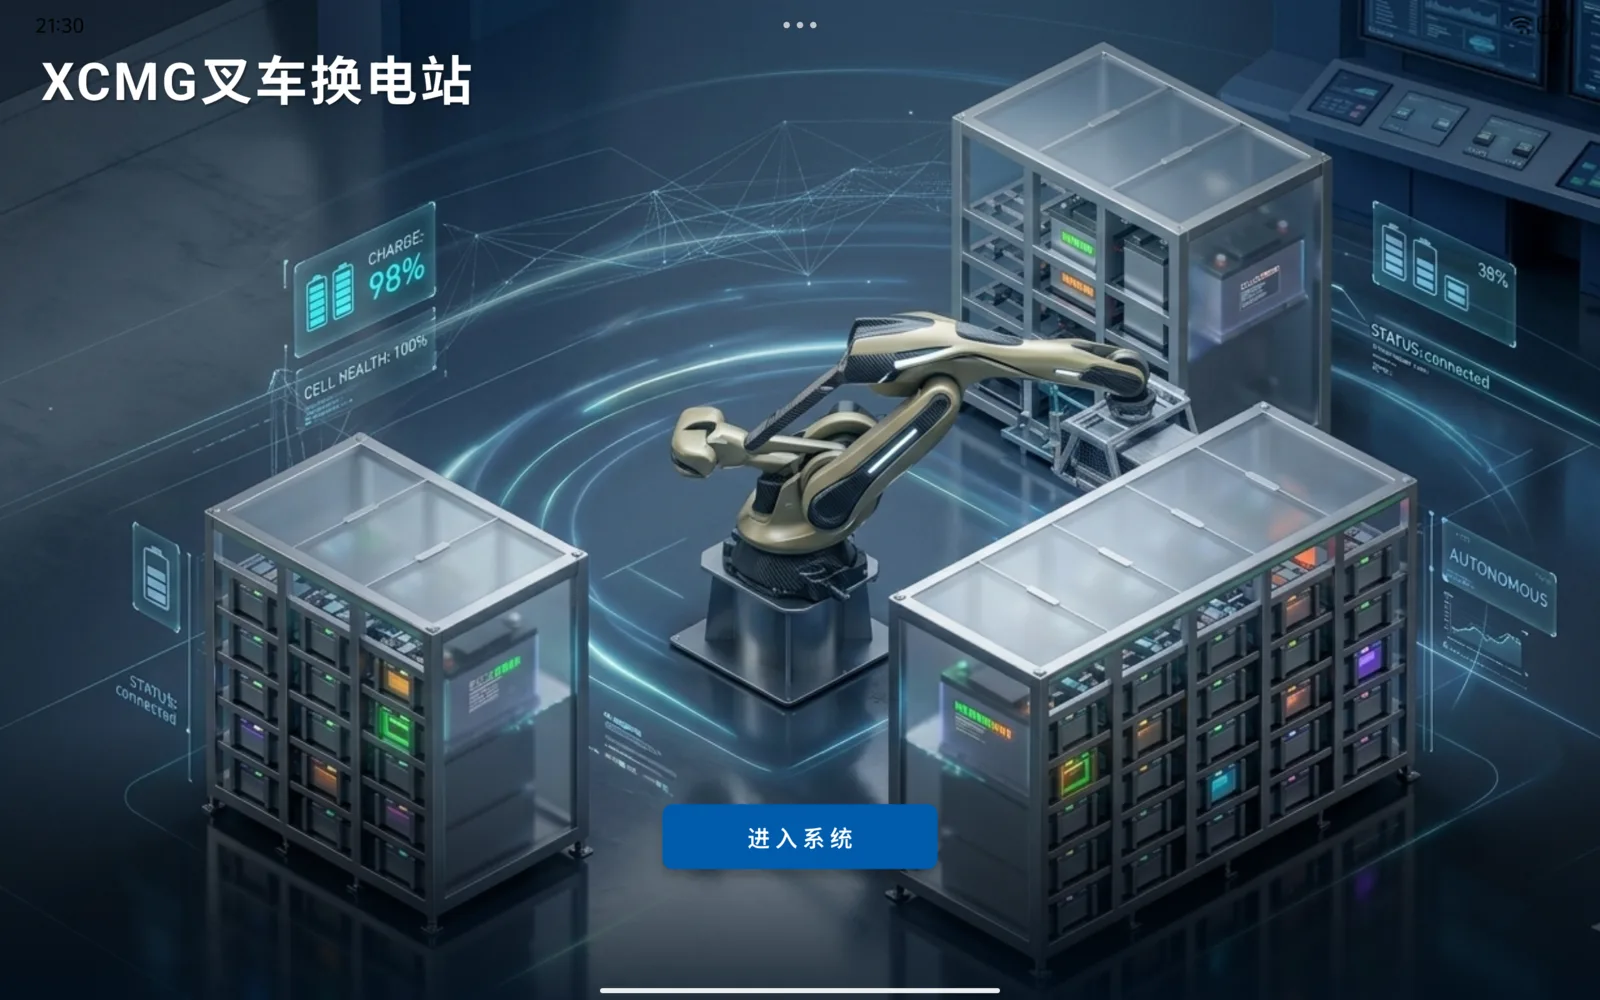 21:30
XCMG叉车换电站
CHARGE:
98%
CELL HEALTH: 100%
38%
STATUS:connected
AUTONOMOUS
STATUS:
connected
进入系统